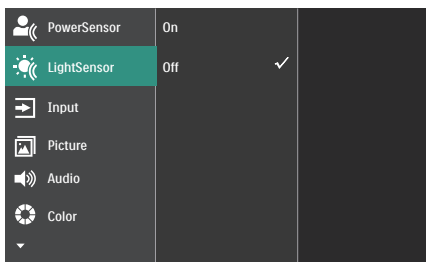 PowerSensor
On
LightSensor
Off
Input
Picture
Audio
Color